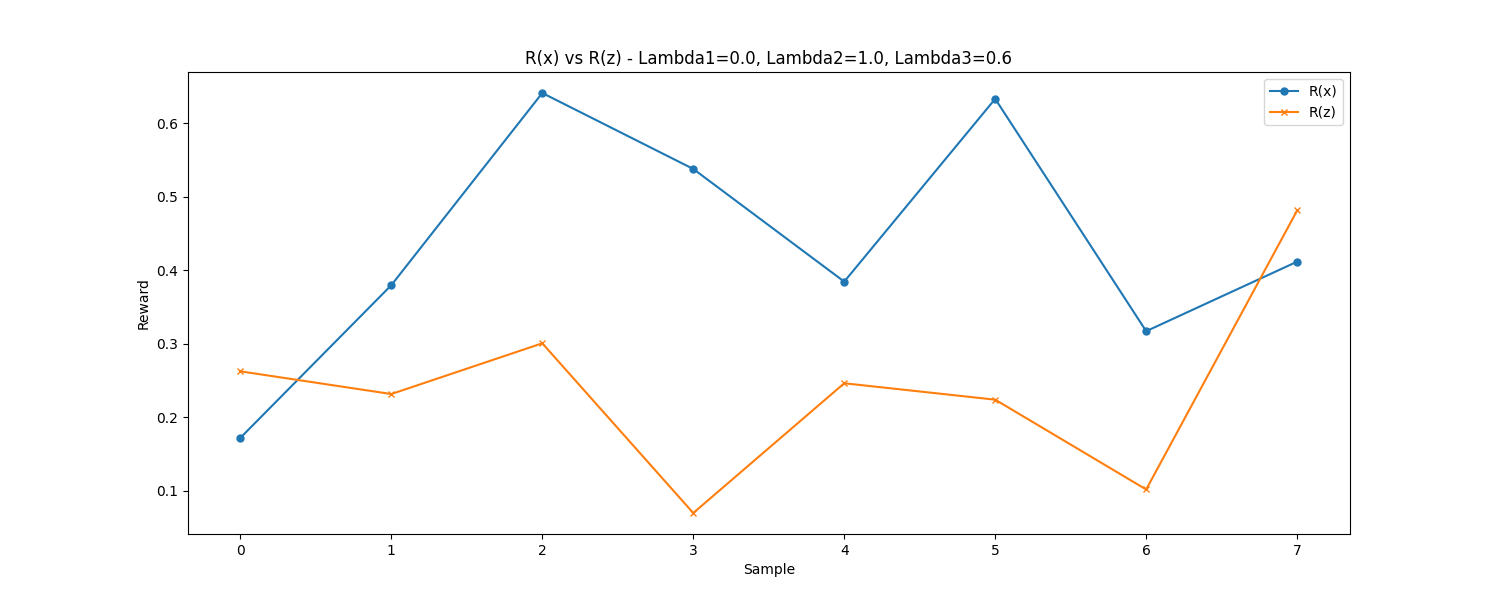 R(x) vs R(z) - Lambda1=0.0, Lambda2=1.0, Lambda3=0.6
R(x)
R(z)
Reward
0.6
0.5
0.4
0.3
0.2
0.1
0 1 2 3 4 5 6 7
Sample